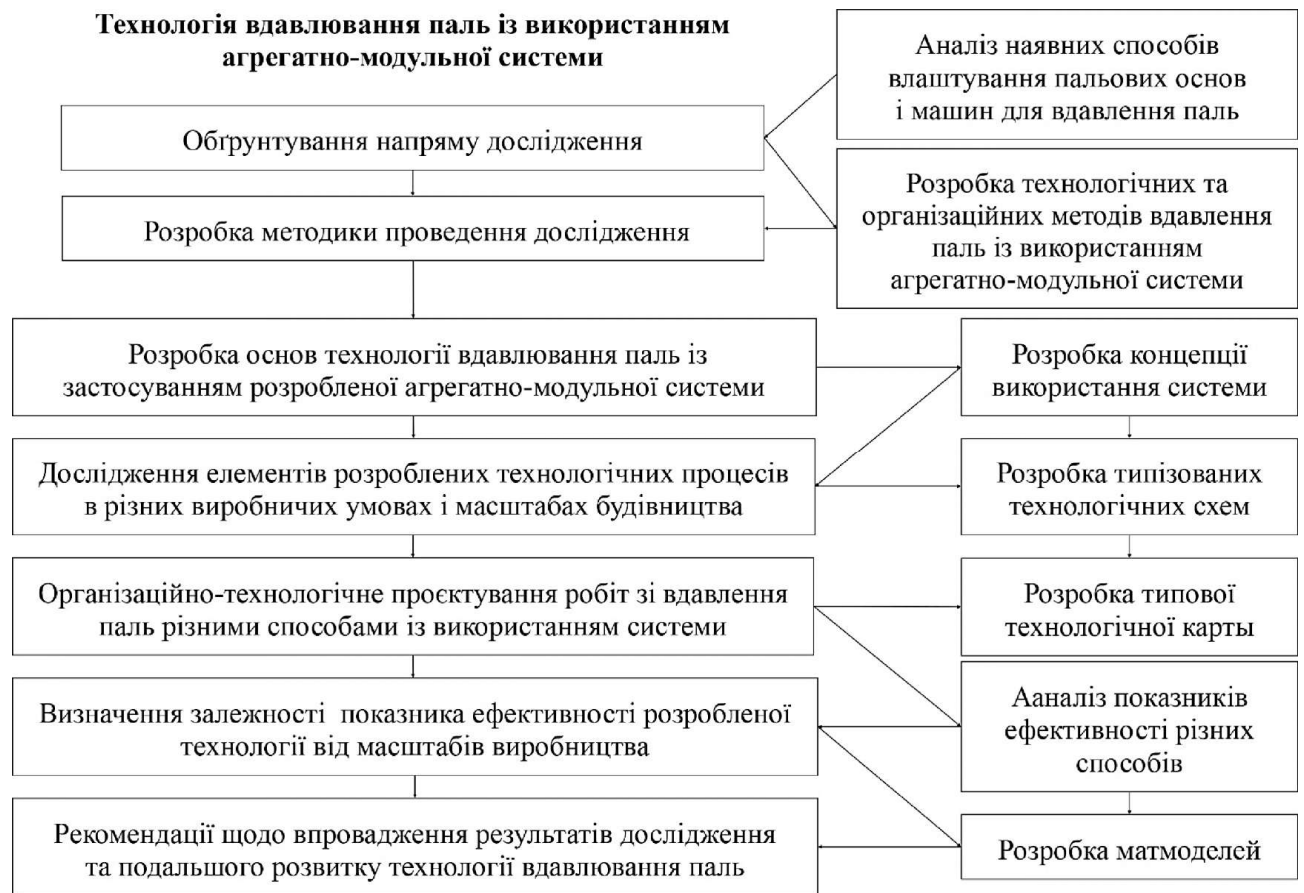 Технологія вдавлювання паль із використанням
агрегатно-модульної системи
Аналіз наявних способів
влаштування пальових основ
і машин для вдавлення паль
Обґрунтування напряму дослідження
Розробка технологічних та
організаційних методів вдавлення
паль із використанням
агрегатно-модульної системи
Розробка методики проведення дослідження
Розробка основ технології вдавлювання паль із
застосуванням розробленої агрегатно-модульної системи
Розробка концепції
використання системи
Дослідження елементів розроблених технологічних процесів
в різних виробничих умовах і масштабах будівництва
Розробка типізованих
технологічних схем
Організаційно-технологічне проєктування робіт зі вдавлення
паль різними способами із використанням системи
Розробка типової
технологічної карты
Визначення залежності показника ефективності розробленої
технології від масштабів виробництва
Ааналіз показників
ефективності різних
способів
Рекомендації щодо впровадження результатів дослідження
та подальшого розвитку технології вдавлювання паль
Розробка матмоделей